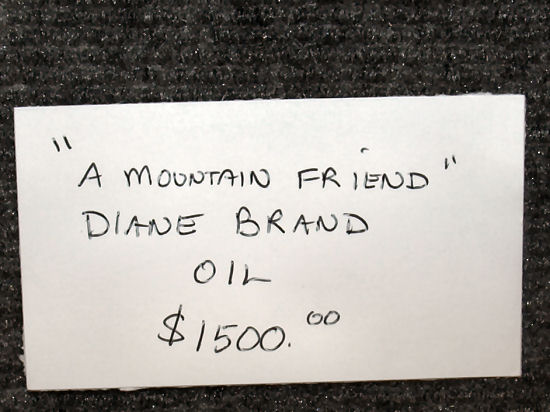 "A MOUNTAIN FRIEND"
DIANE BRAND
OIL
$1500.00